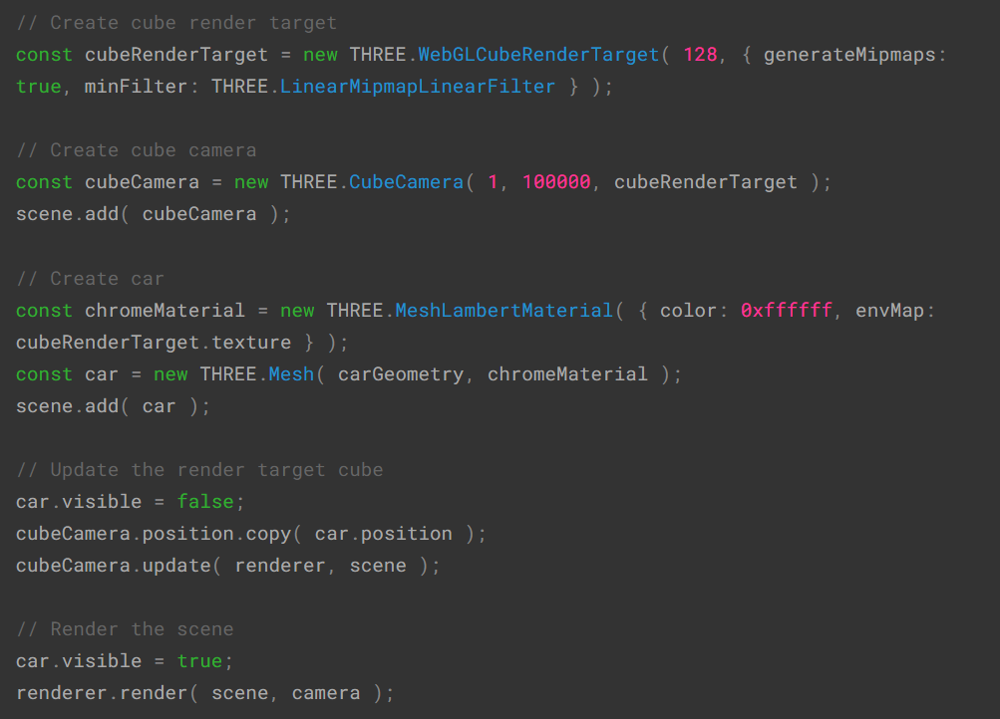 // Create cube render target
const cubeRenderTarget = new THREE.WebGLCubeRenderTarget( 128, { generateMipmaps:
true, minFilter: THREE.LinearMipmapLinearFilter } );

// Create cube camera
const cubeCamera = new THREE.CubeCamera( 1, 100000, cubeRenderTarget );
scene.add( cubeCamera );

// Create car
const chromeMaterial = new THREE.MeshLambertMaterial( { color: 0xffffff, envMap:
cubeRenderTarget.texture } );
const car = new THREE.Mesh( carGeometry, chromeMaterial );
scene.add( car );

// Update the render target cube
car.visible = false;
cubeCamera.position.copy( car.position );
cubeCamera.update( renderer, scene );

// Render the scene
car.visible = true;
renderer.render( scene, camera );